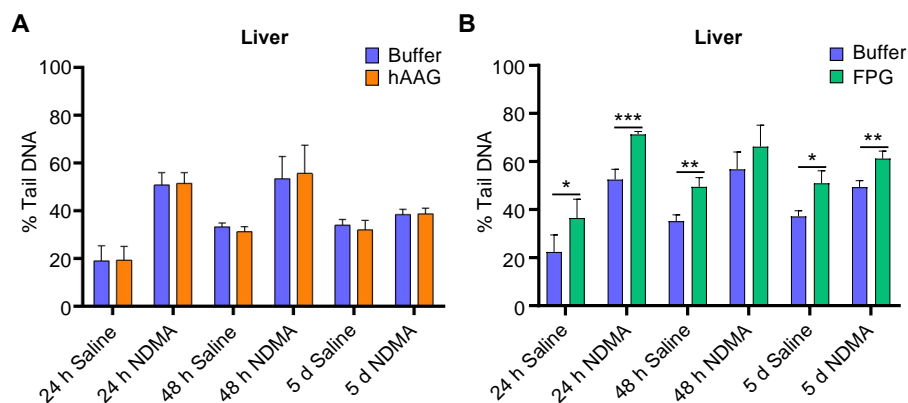 A
Liver
Buffer
hAAG
% Tail DNA
100
80
60
40
20
0
24 h Saline
24 h NDMA
48 h Saline
48 h NDMA
5 d Saline
5 d NDMA
B
Liver
Buffer
FPG
% Tail DNA
100
80
60
40
20
0
*
***
**
*
**
24 h Saline
24 h NDMA
48 h Saline
48 h NDMA
5 d Saline
5 d NDMA